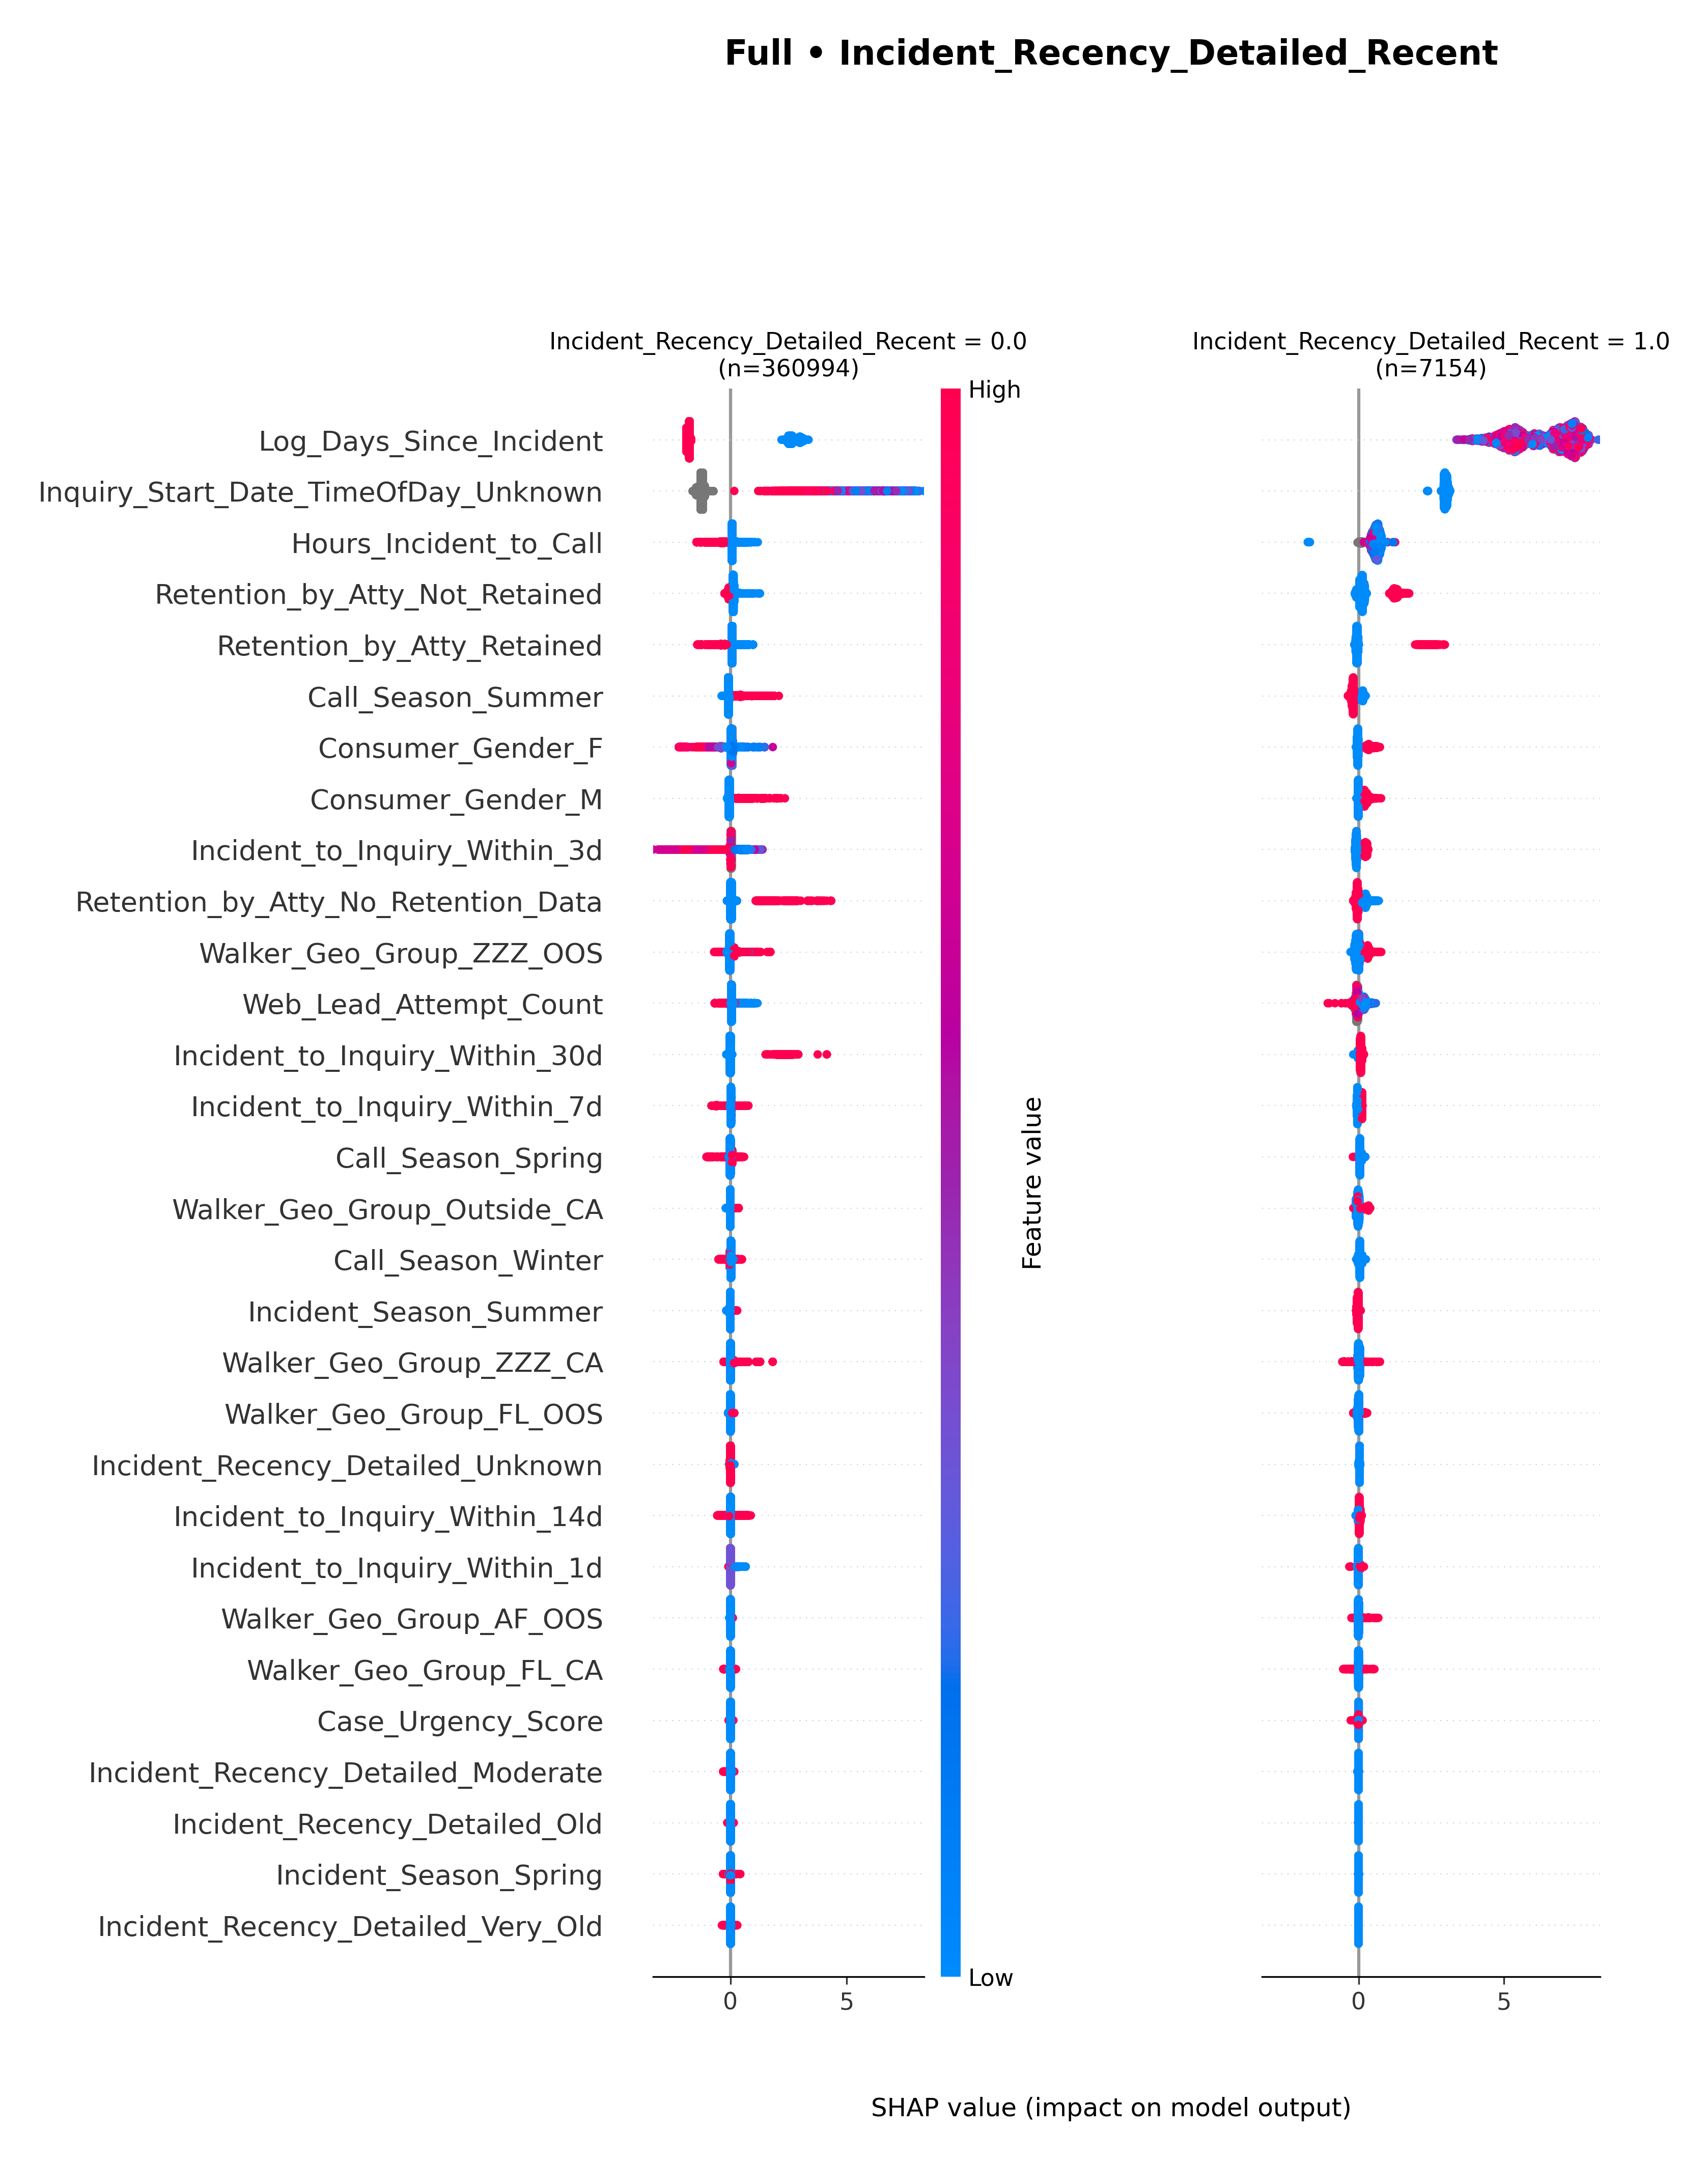 Full • Incident_Recency_Detailed_Recent
Incident_Recency_Detailed_Recent = 0.0
(n=360994)
Incident_Recency_Detailed_Recent = 1.0
(n=7154)
High
Log_Days_Since_Incident
Inquiry_Start_Date_TimeOfDay_Unknown
Hours_Incident_to_Call
Retention_by_Atty_Not_Retained
Retention_by_Atty_Retained
Call_Season_Summer
Consumer_Gender_F
Consumer_Gender_M
Incident_to_Inquiry_Within_3d
Retention_by_Atty_No_Retention_Data
Walker_Geo_Group_ZZZ_OOS
Web_Lead_Attempt_Count
Incident_to_Inquiry_Within_30d
Incident_to_Inquiry_Within_7d
Call_Season_Spring
Walker_Geo_Group_Outside_CA
Call_Season_Winter
Incident_Season_Summer
Walker_Geo_Group_ZZZ_CA
Walker_Geo_Group_FL_OOS
Incident_Recency_Detailed_Unknown
Incident_to_Inquiry_Within_14d
Incident_to_Inquiry_Within_1d
Walker_Geo_Group_AF_OOS
Walker_Geo_Group_FL_CA
Case_Urgency_Score
Incident_Recency_Detailed_Moderate
Incident_Recency_Detailed_Old
Incident_Season_Spring
Incident_Recency_Detailed_Very_Old
Feature value
Low
0 5
0 5
SHAP value (impact on model output)